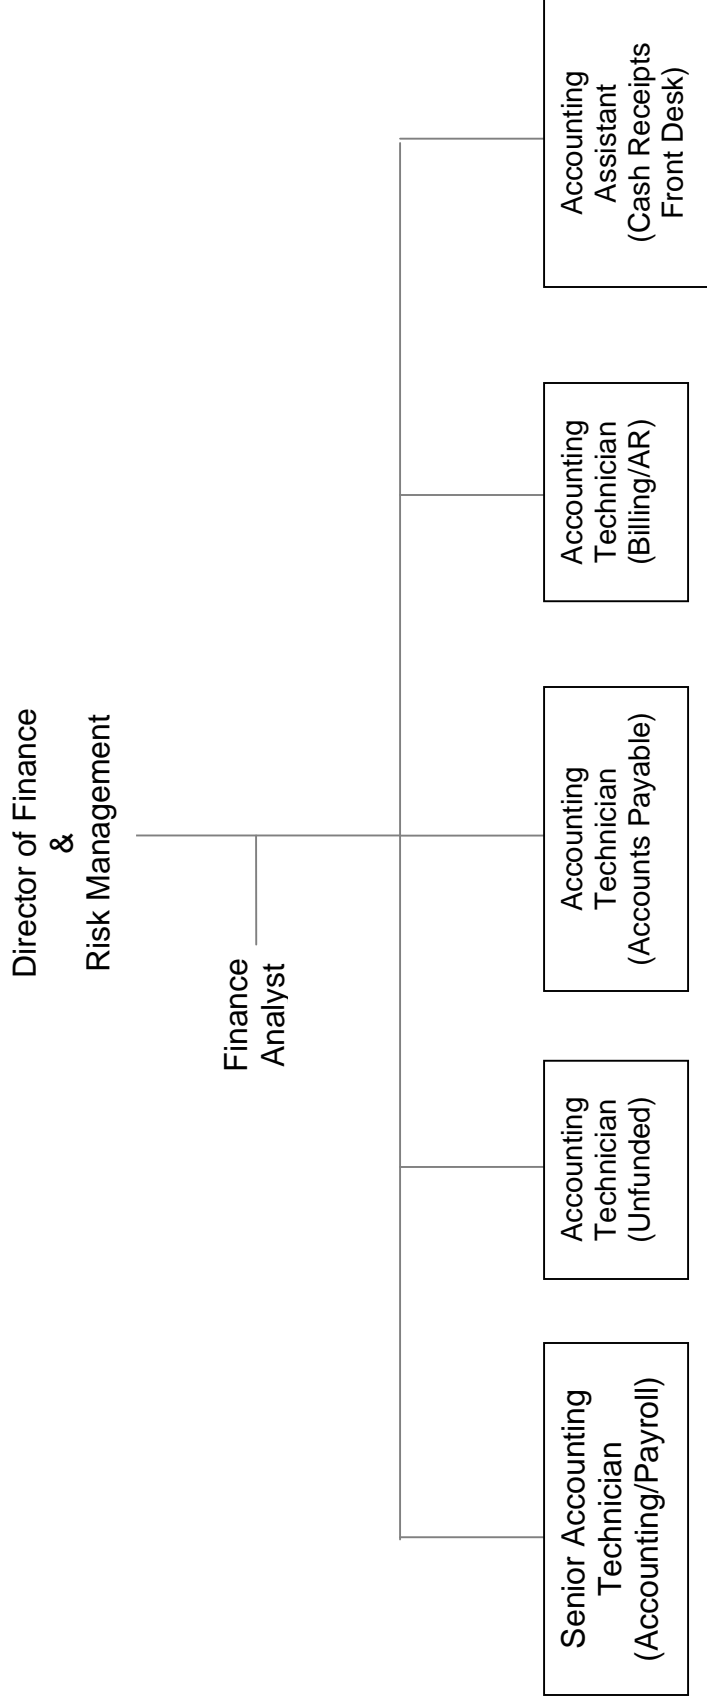 Director of Finance
&
Risk Management
Finance
Analyst
Senior Accounting
Technician
(Accounting/Payroll)
Accounting
Technician
(Unfunded)
Accounting
Technician
(Accounts Payable)
Accounting
Technician
(Billing/AR)
Accounting
Assistant
(Cash Receipts
Front Desk)